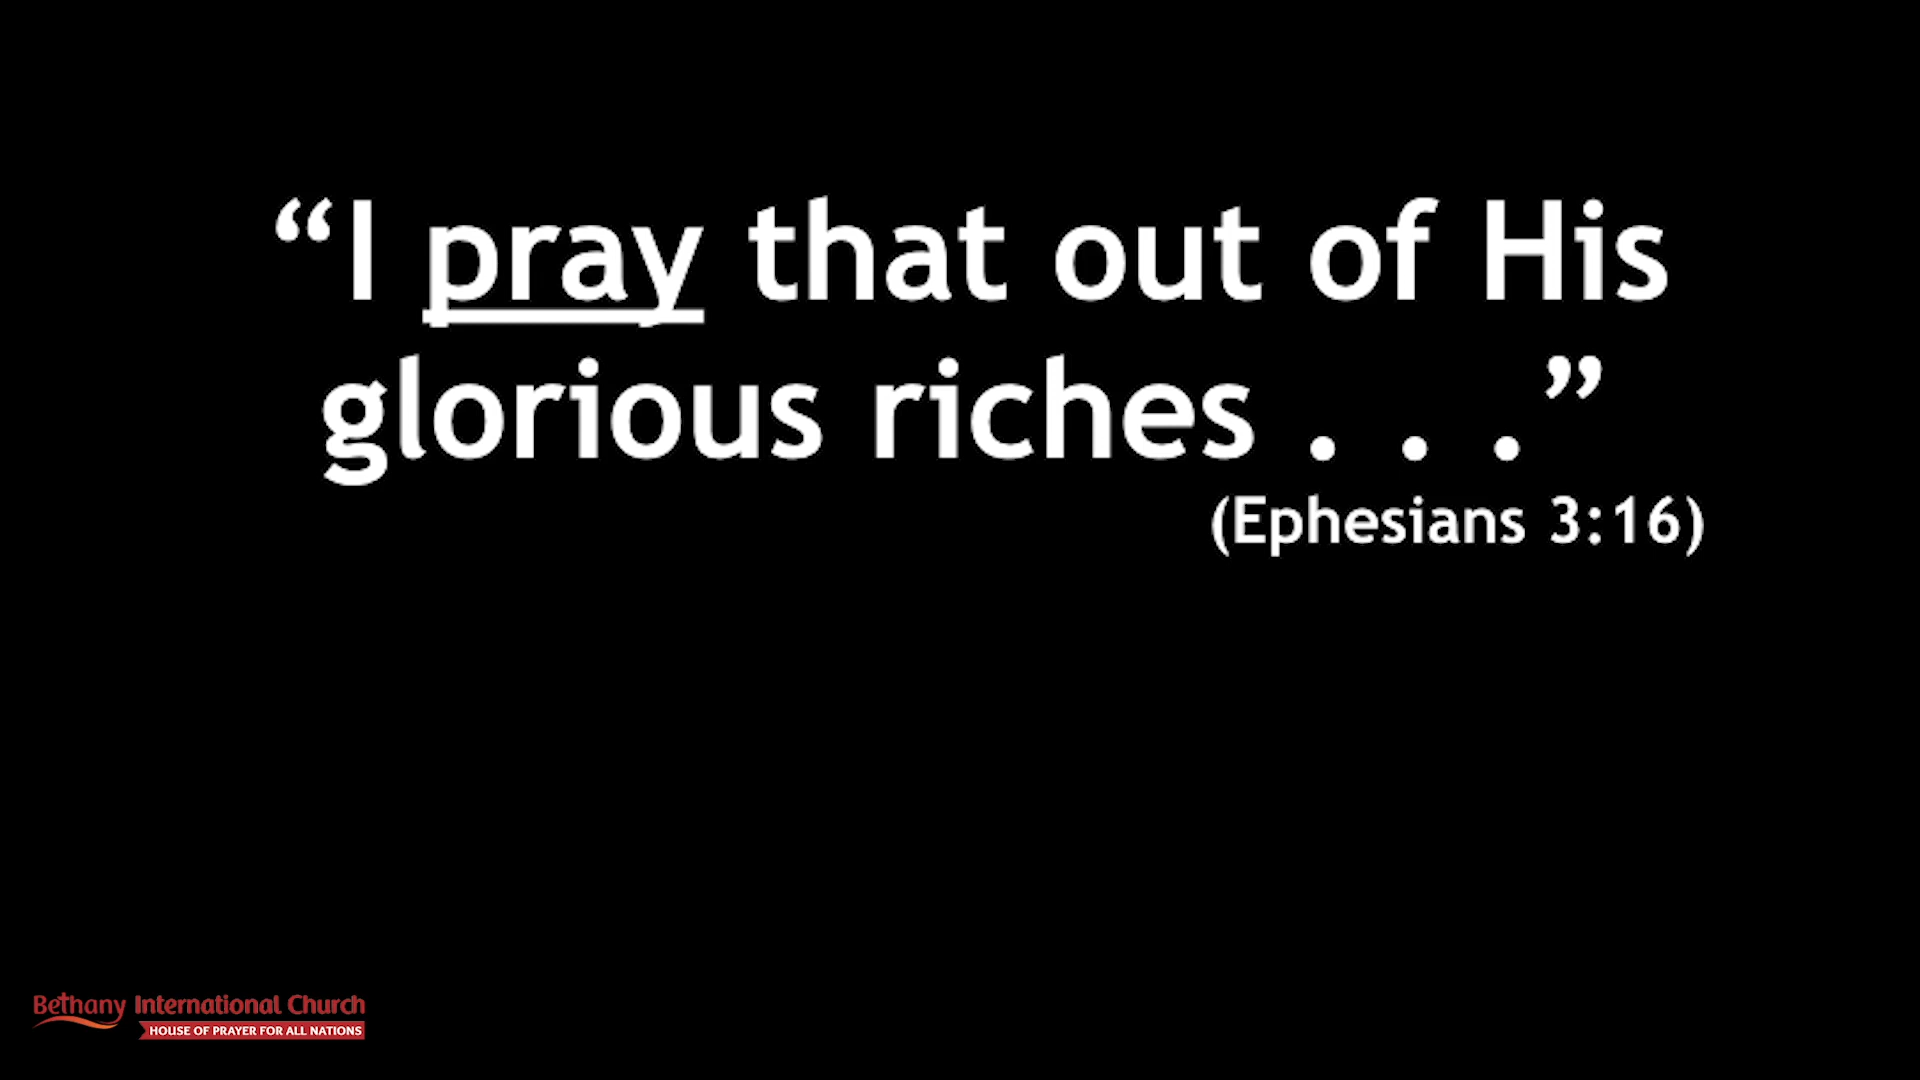 “I pray that out of His
glorious riches . . .”
(Ephesians 3:16)
Bethany International Church
HOUSE OF PRAYER FOR ALL NATIONS